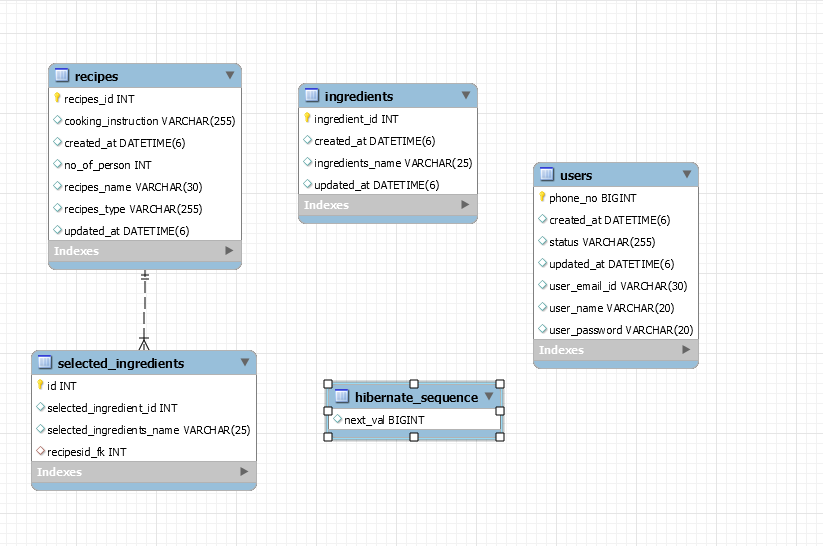 recipes
recipes_id INT
cooking_instruction VARCHAR(255)
created_at DATETIME(6)
no_of_person INT
recipes_name VARCHAR(30)
recipes_type VARCHAR(255)
updated_at DATETIME(6)
Indexes
ingredients
ingredient_id INT
created_at DATETIME(6)
ingredients_name VARCHAR(25)
updated_at DATETIME(6)
Indexes
users
phone_no BIGINT
created_at DATETIME(6)
status VARCHAR(255)
updated_at DATETIME(6)
user_email_id VARCHAR(30)
user_name VARCHAR(20)
user_password VARCHAR(20)
Indexes
selected_ingredients
id INT
selected_ingredient_id INT
selected_ingredients_name VARCHAR(25)
recipesid_fk INT
Indexes
hibernate_sequence
next_val BIGINT